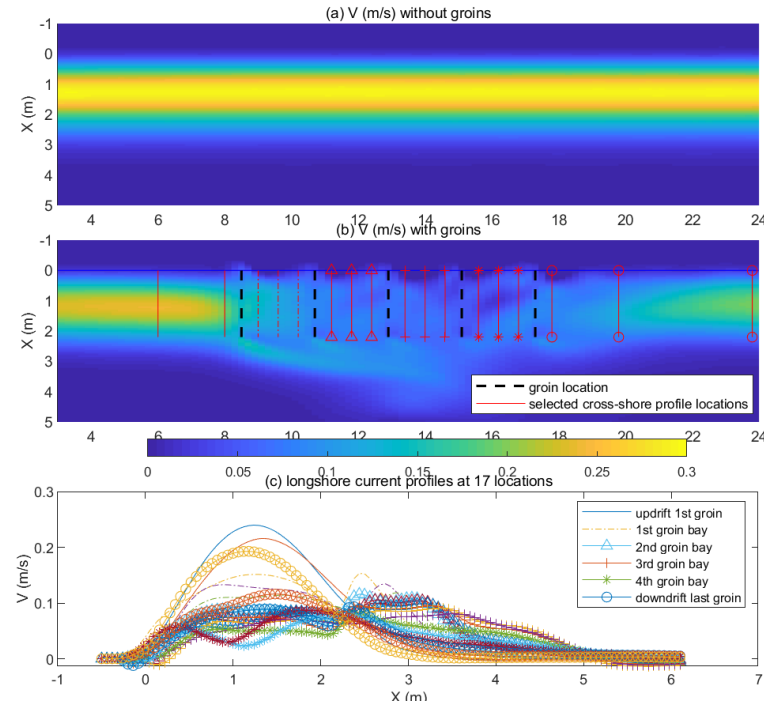 (a) V (m/s) without groins
-1
0
1
2
3
4
5
X (m)
4 6 8 10 12 14 16 18 20 22 24
(b) V (m/s) with groins
-1
0
1
2
3
4
5
X (m)
groin location
selected cross-shore profile locations
4 6 8 10 12 14 16 18 20 22 24
0 0.05 0.1 0.15 0.2 0.25 0.3
(c) longshore current profiles at 17 locations
0.3
0.2
0.1
0
V (m/s)
updrift 1st groin
1st groin bay
2nd groin bay
3rd groin bay
4th groin bay
downdrift last groin
-1 0 1 2 3 4 5 6 7
X (m)